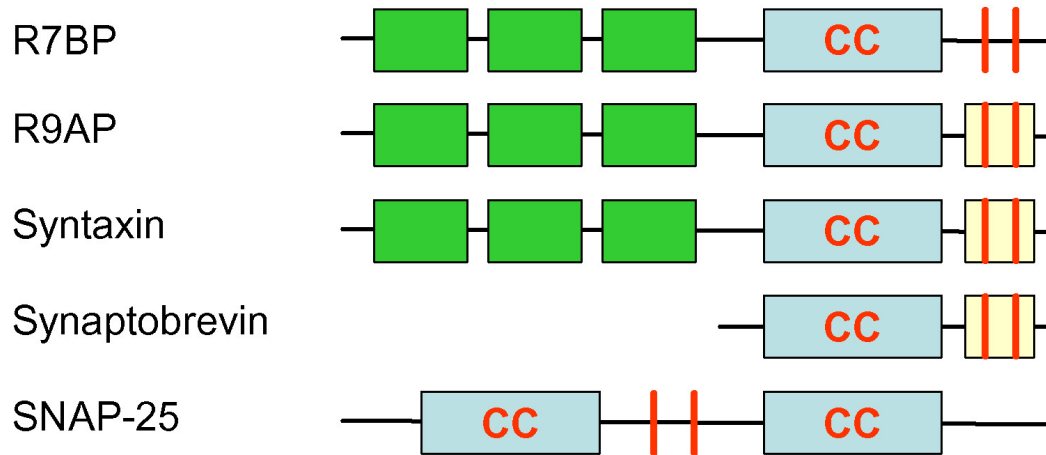 R7BP CC
R9AP CC
Syntaxin CC
Synaptobrevin CC
SNAP-25 CC CC